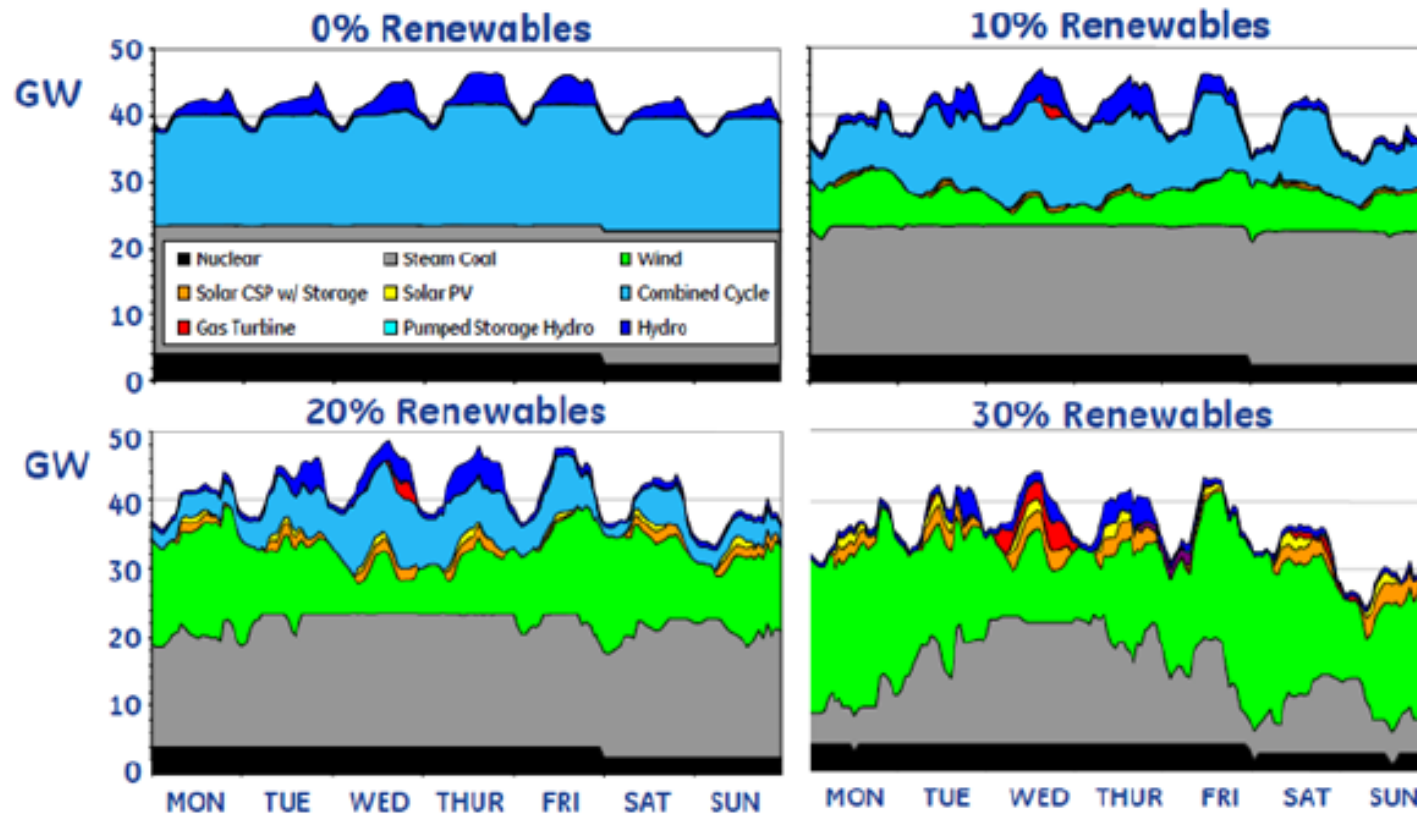 0% Renewables
10% Renewables
GW
50
40
30
20
10
0
Nuclear Steam Coal Wind
Solar CSP w/ Storage Solar PV Combined Cycle
Gas Turbine Pumped Storage Hydro Hydro
20% Renewables
30% Renewables
GW
50
40
30
20
10
0
MON TUE WED THUR FRI SAT SUN
MON TUE WED THUR FRI SAT SUN